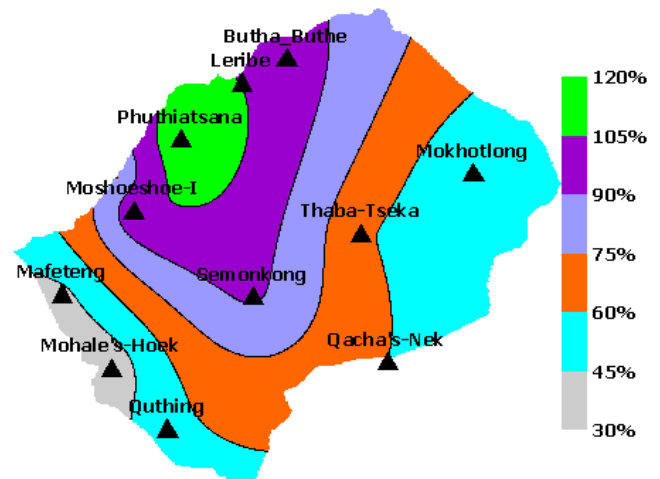 Butha_Buthe
Leribe
120%
Phuthiatsana
105%
Mokhotlong
Moshoeshoe-I
90%
Thaba-Tseka
75%
Mafeteng
Semonkong
60%
Mohale's-Hoek
Qacha's-Nek
45%
Quthing
30%